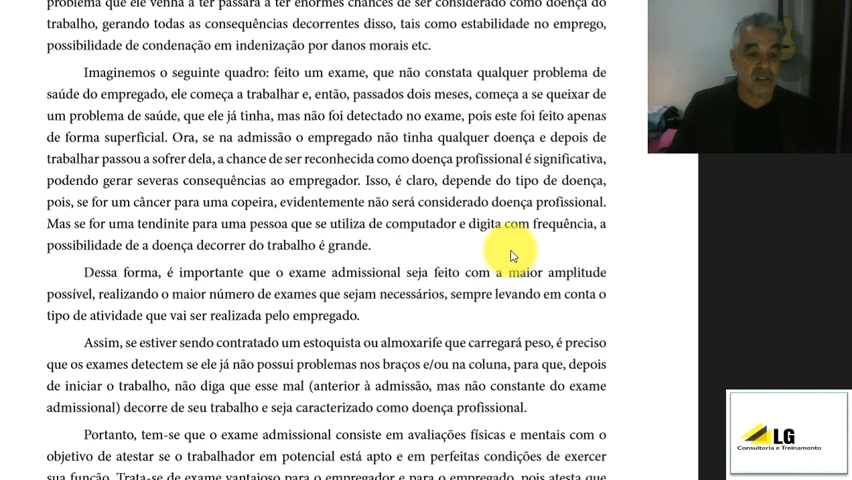 problema que ele venha a ter passará a ter enormes chances de ser considerado como doença do
trabalho, gerando todas as consequências decorrentes disso, tais como estabilidade no emprego,
possibilidade de condenação em indenização por danos morais etc.
Imaginemos o seguinte quadro: feito um exame, que não constata qualquer problema de
saúde do empregado, ele começa a trabalhar e, então, passados dois meses, começa a se queixar de
um problema de saúde, que ele já tinha, mas não foi detectado no exame, pois este foi feito apenas
de forma superficial. Ora, se na admissão o empregado não tinha qualquer doença e depois de
trabalhar passou a sofrer dela, a chance de ser reconhecida como doença profissional é significativa,
podendo gerar severas consequências ao empregador. Isso, é claro, depende do tipo de doença,
pois, se for um câncer para uma copeira, evidentemente não será considerado doença profissional.
Mas se for uma tendinite para uma pessoa que se utiliza de computador e digita com frequência, a
possibilidade de a doença decorrer do trabalho é grande.
Dessa forma, é importante que o exame admissional seja feito com a maior amplitude
possível, realizando o maior número de exames que sejam necessários, sempre levando em conta o
tipo de atividade que vai ser realizada pelo empregado.
Assim, se estiver sendo contratado um estoquista ou almoxarife que carregará peso, é preciso
que os exames detectem se ele já não possui problemas nos braços e/ou na coluna, para que, depois
de iniciar o trabalho, não diga que esse mal (anterior à admissão, mas não constante do exame
admissional) decorre de seu trabalho e seja caracterizado como doença profissional.
Portanto, tem-se que o exame admissional consiste em avaliações físicas e mentais com o
objetivo de atestar se o trabalhador em potencial está apto e em perfeitas condições de exercer
sua função. Trata-se de exame vantajoso para o empregador e para o empregado, pois atesta que
LG
Consultoria e Treinamento